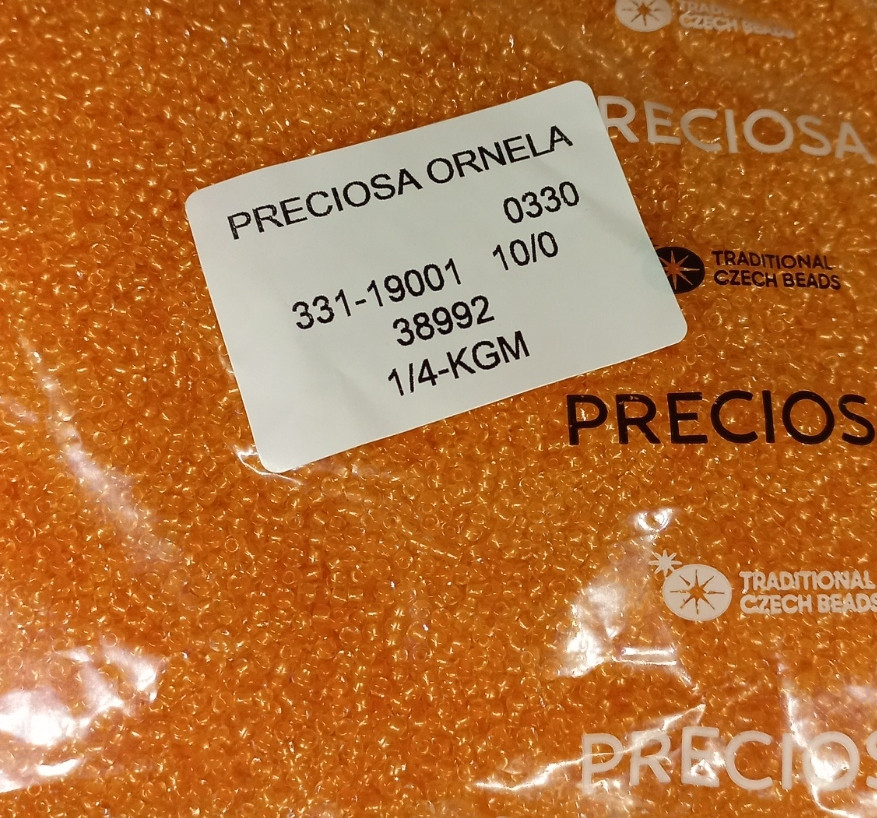 TRADITIONAL
CZECH BEADS
PRECIOSA
PRECIOSA ORNELA
0330
331-19001 10/0
38992
1/4-KGM
TRADITIONAL
CZECH BEADS
PRECIOS
TRADITIONAL
CZECH BEADS
PRECIOS